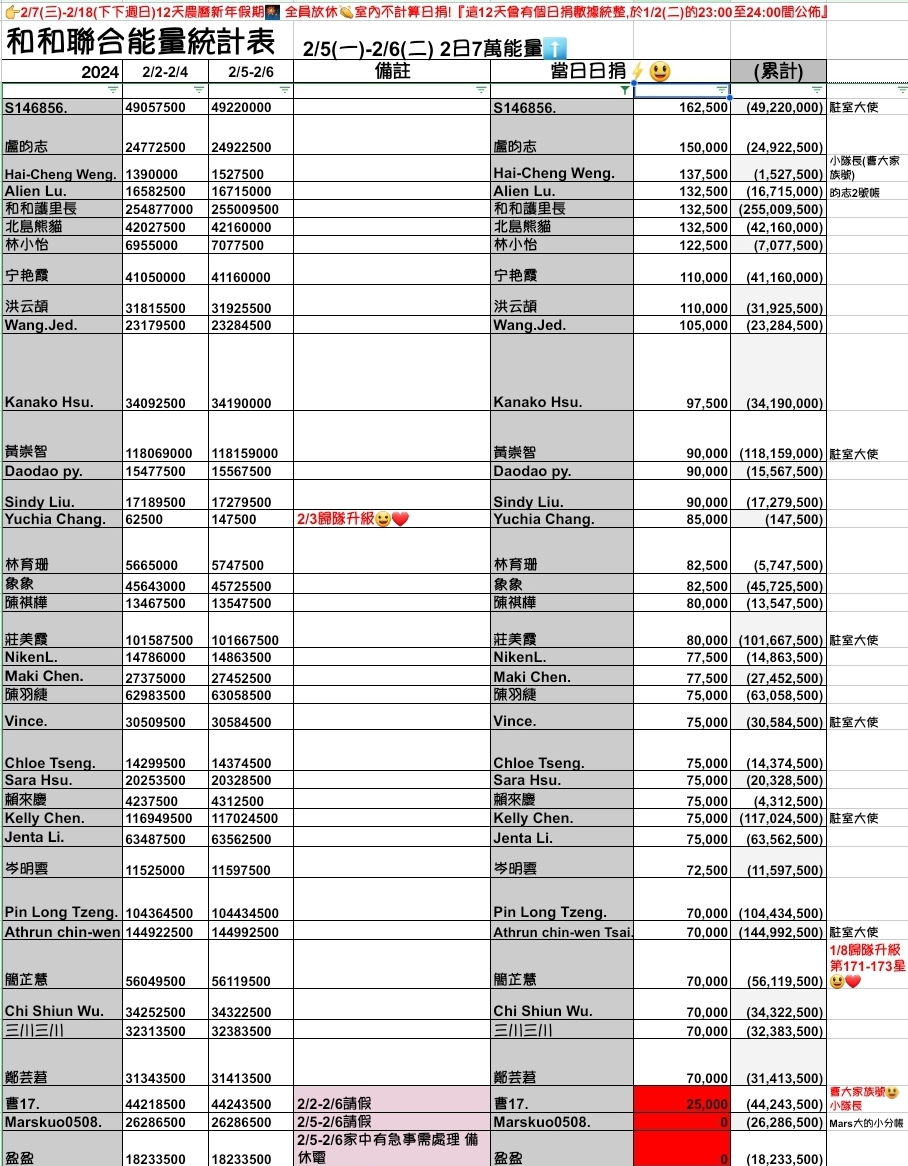 👉2/7(三)-2/18(下下週日)12天農曆新年假期🎆 全員放休👏室內不計算日捐!『這12天會有個日捐數據統整,於1/2(二)的23:00至24:00間公佈』
和和聯合能量統計表 2/5(一)-2/6(二) 2日7萬能量⬆️
2024 2/2-2/4 2/5-2/6 備註 當日日捐⚡😃 (累計)
S146856. 49057500 49220000 S146856. 162,500 (49,220,000) 駐室大使
盧昀志 24772500 24922500 盧昀志 150,000 (24,922,500)
Hai-Cheng Weng. 1390000 1527500 Hai-Cheng Weng. 137,500 (1,527,500) 小隊長(曹大家族號)
Alien Lu. 16582500 16715000 Alien Lu. 132,500 (16,715,000) 昀志2號帳
和和護里長 254877000 255009500 和和護里長 132,500 (255,009,500)
北島熊貓 42027500 42160000 北島熊貓 132,500 (42,160,000)
林小怡 6955000 7077500 林小怡 122,500 (7,077,500)
宁艳霞 41050000 41160000 宁艳霞 110,000 (41,160,000)
洪云頡 31815500 31925500 洪云頡 110,000 (31,925,500)
Wang.Jed. 23179500 23284500 Wang.Jed. 105,000 (23,284,500)
Kanako Hsu. 34092500 34190000 Kanako Hsu. 97,500 (34,190,000)
黃崇智 118069000 118159000 黃崇智 90,000 (118,159,000) 駐室大使
Daodao py. 15477500 15567500 Daodao py. 90,000 (15,567,500)
Sindy Liu. 17189500 17279500 Sindy Liu. 90,000 (17,279,500)
Yuchia Chang. 62500 147500 2/3歸隊升級😃❤️ Yuchia Chang. 85,000 (147,500)
林育珊 5665000 5747500 林育珊 82,500 (5,747,500)
象象 45643000 45725500 象象 82,500 (45,725,500)
陳祺樺 13467500 13547500 陳祺樺 80,000 (13,547,500)
莊美霞 101587500 101667500 莊美霞 80,000 (101,667,500) 駐室大使
NikenL. 14786000 14863500 NikenL. 77,500 (14,863,500)
Maki Chen. 27375000 27452500 Maki Chen. 77,500 (27,452,500)
陳羽緁 62983500 63058500 陳羽緁 75,000 (63,058,500)
Vince. 30509500 30584500 Vince. 75,000 (30,584,500) 駐室大使
Chloe Tseng. 14299500 14374500 Chloe Tseng. 75,000 (14,374,500)
Sara Hsu. 20253500 20328500 Sara Hsu. 75,000 (20,328,500)
賴來慶 4237500 4312500 賴來慶 75,000 (4,312,500)
Kelly Chen. 116949500 117024500 Kelly Chen. 75,000 (117,024,500) 駐室大使
Jenta Li. 63487500 63562500 Jenta Li. 75,000 (63,562,500)
岑明雲 11525000 11597500 岑明雲 72,500 (11,597,500)
Pin Long Tzeng. 104364500 104434500 Pin Long Tzeng. 70,000 (104,434,500)
Athrun chin-wen 144922500 144992500 Athrun chin-wen Tsai. 70,000 (144,992,500) 駐室大使
簡芷慧 56049500 56119500 簡芷慧 70,000 (56,119,500) 1/8歸隊升級第171-173星😃❤️
Chi Shiun Wu. 34252500 34322500 Chi Shiun Wu. 70,000 (34,322,500)
三川三川 32313500 32383500 三川三川 70,000 (32,383,500)
鄭芸莙 31343500 31413500 鄭芸莙 70,000 (31,413,500)
曹17. 44218500 44243500 2/2-2/6請假 曹17. 25,000 (44,243,500) 曹大家族號😃小隊長
Marskuo0508. 26286500 26286500 2/5-2/6請假 Marskuo0508. 0 (26,286,500) Mars大的小分帳
盈盈 18233500 18233500 2/5-2/6家中有急事需處理 備休電 盈盈 0 (18,233,500)